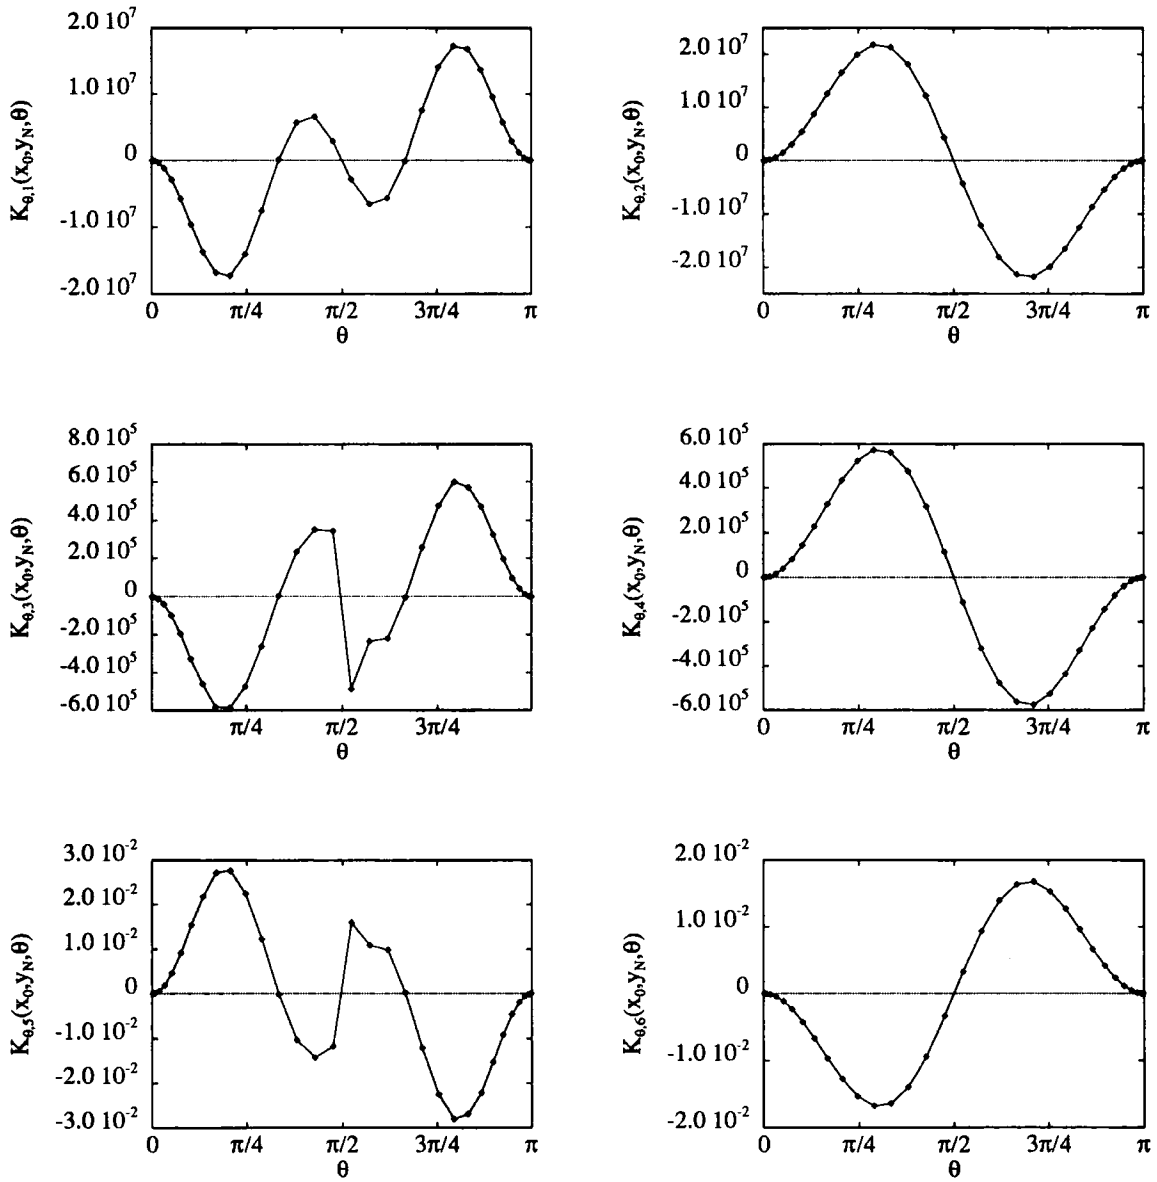 2.0 10^7
1.0 10^7
0
-1.0 10^7
-2.0 10^7
K_θ,1(x_0,y_N,θ)
0 π/4 π/2 3π/4 π
θ
2.0 10^7
1.0 10^7
0
-1.0 10^7
-2.0 10^7
K_θ,2(x_0,y_N,θ)
0 π/4 π/2 3π/4 π
θ
8.0 10^5
6.0 10^5
4.0 10^5
2.0 10^5
0
-2.0 10^5
-4.0 10^5
-6.0 10^5
K_θ,3(x_0,y_N,θ)
π/4 π/2 3π/4
θ
6.0 10^5
4.0 10^5
2.0 10^5
0
-2.0 10^5
-4.0 10^5
-6.0 10^5
K_θ,4(x_0,y_N,θ)
0 π/4 π/2 3π/4 π
θ
3.0 10^-2
2.0 10^-2
1.0 10^-2
0
-1.0 10^-2
-2.0 10^-2
-3.0 10^-2
K_θ,5(x_0,y_N,θ)
0 π/4 π/2 3π/4 π
θ
2.0 10^-2
1.0 10^-2
0
-1.0 10^-2
-2.0 10^-2
K_θ,6(x_0,y_N,θ)
0 π/4 π/2 3π/4 π
θ